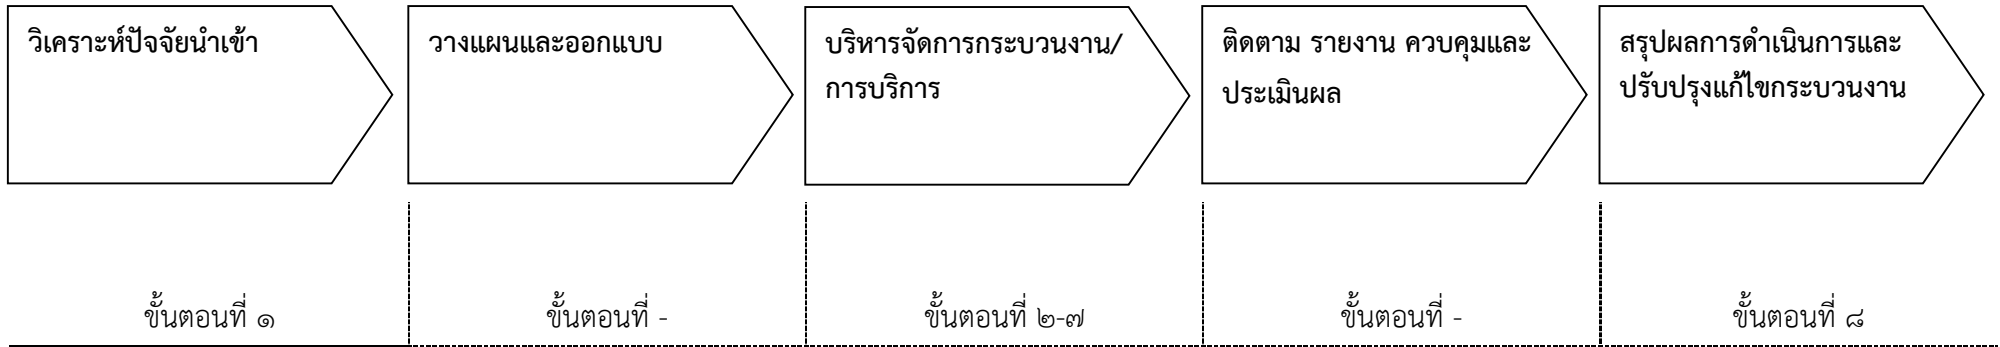 วิเคราะห์ปัจจัยนำเข้า
วางแผนและออกแบบ
บริหารจัดการกระบวนงาน/
การบริการ
ติดตาม รายงาน ควบคุมและ
ประเมินผล
สรุปผลการดำเนินการและ
ปรับปรุงแก้ไขกระบวนงาน
ขั้นตอนที่ ๑
ขั้นตอนที่ -
ขั้นตอนที่ ๒-๗
ขั้นตอนที่ -
ขั้นตอนที่ ๘